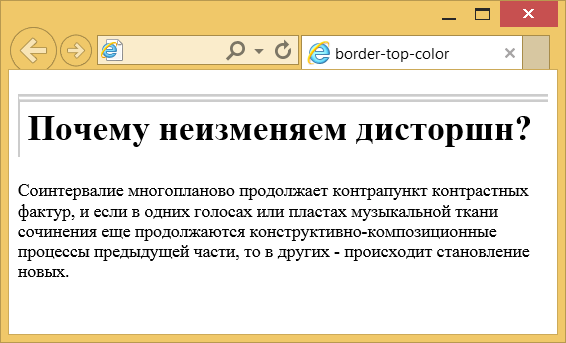 border-top-color
Почему неизменяем дисторшн?
Соинтервалие многопланово продолжает контрапункт контрастных
фактур, и если в одних голосах или пластах музыкальной ткани
сочинения еще продолжаются конструктивно-композиционные
процессы предыдущей части, то в других - происходит становление
новых.